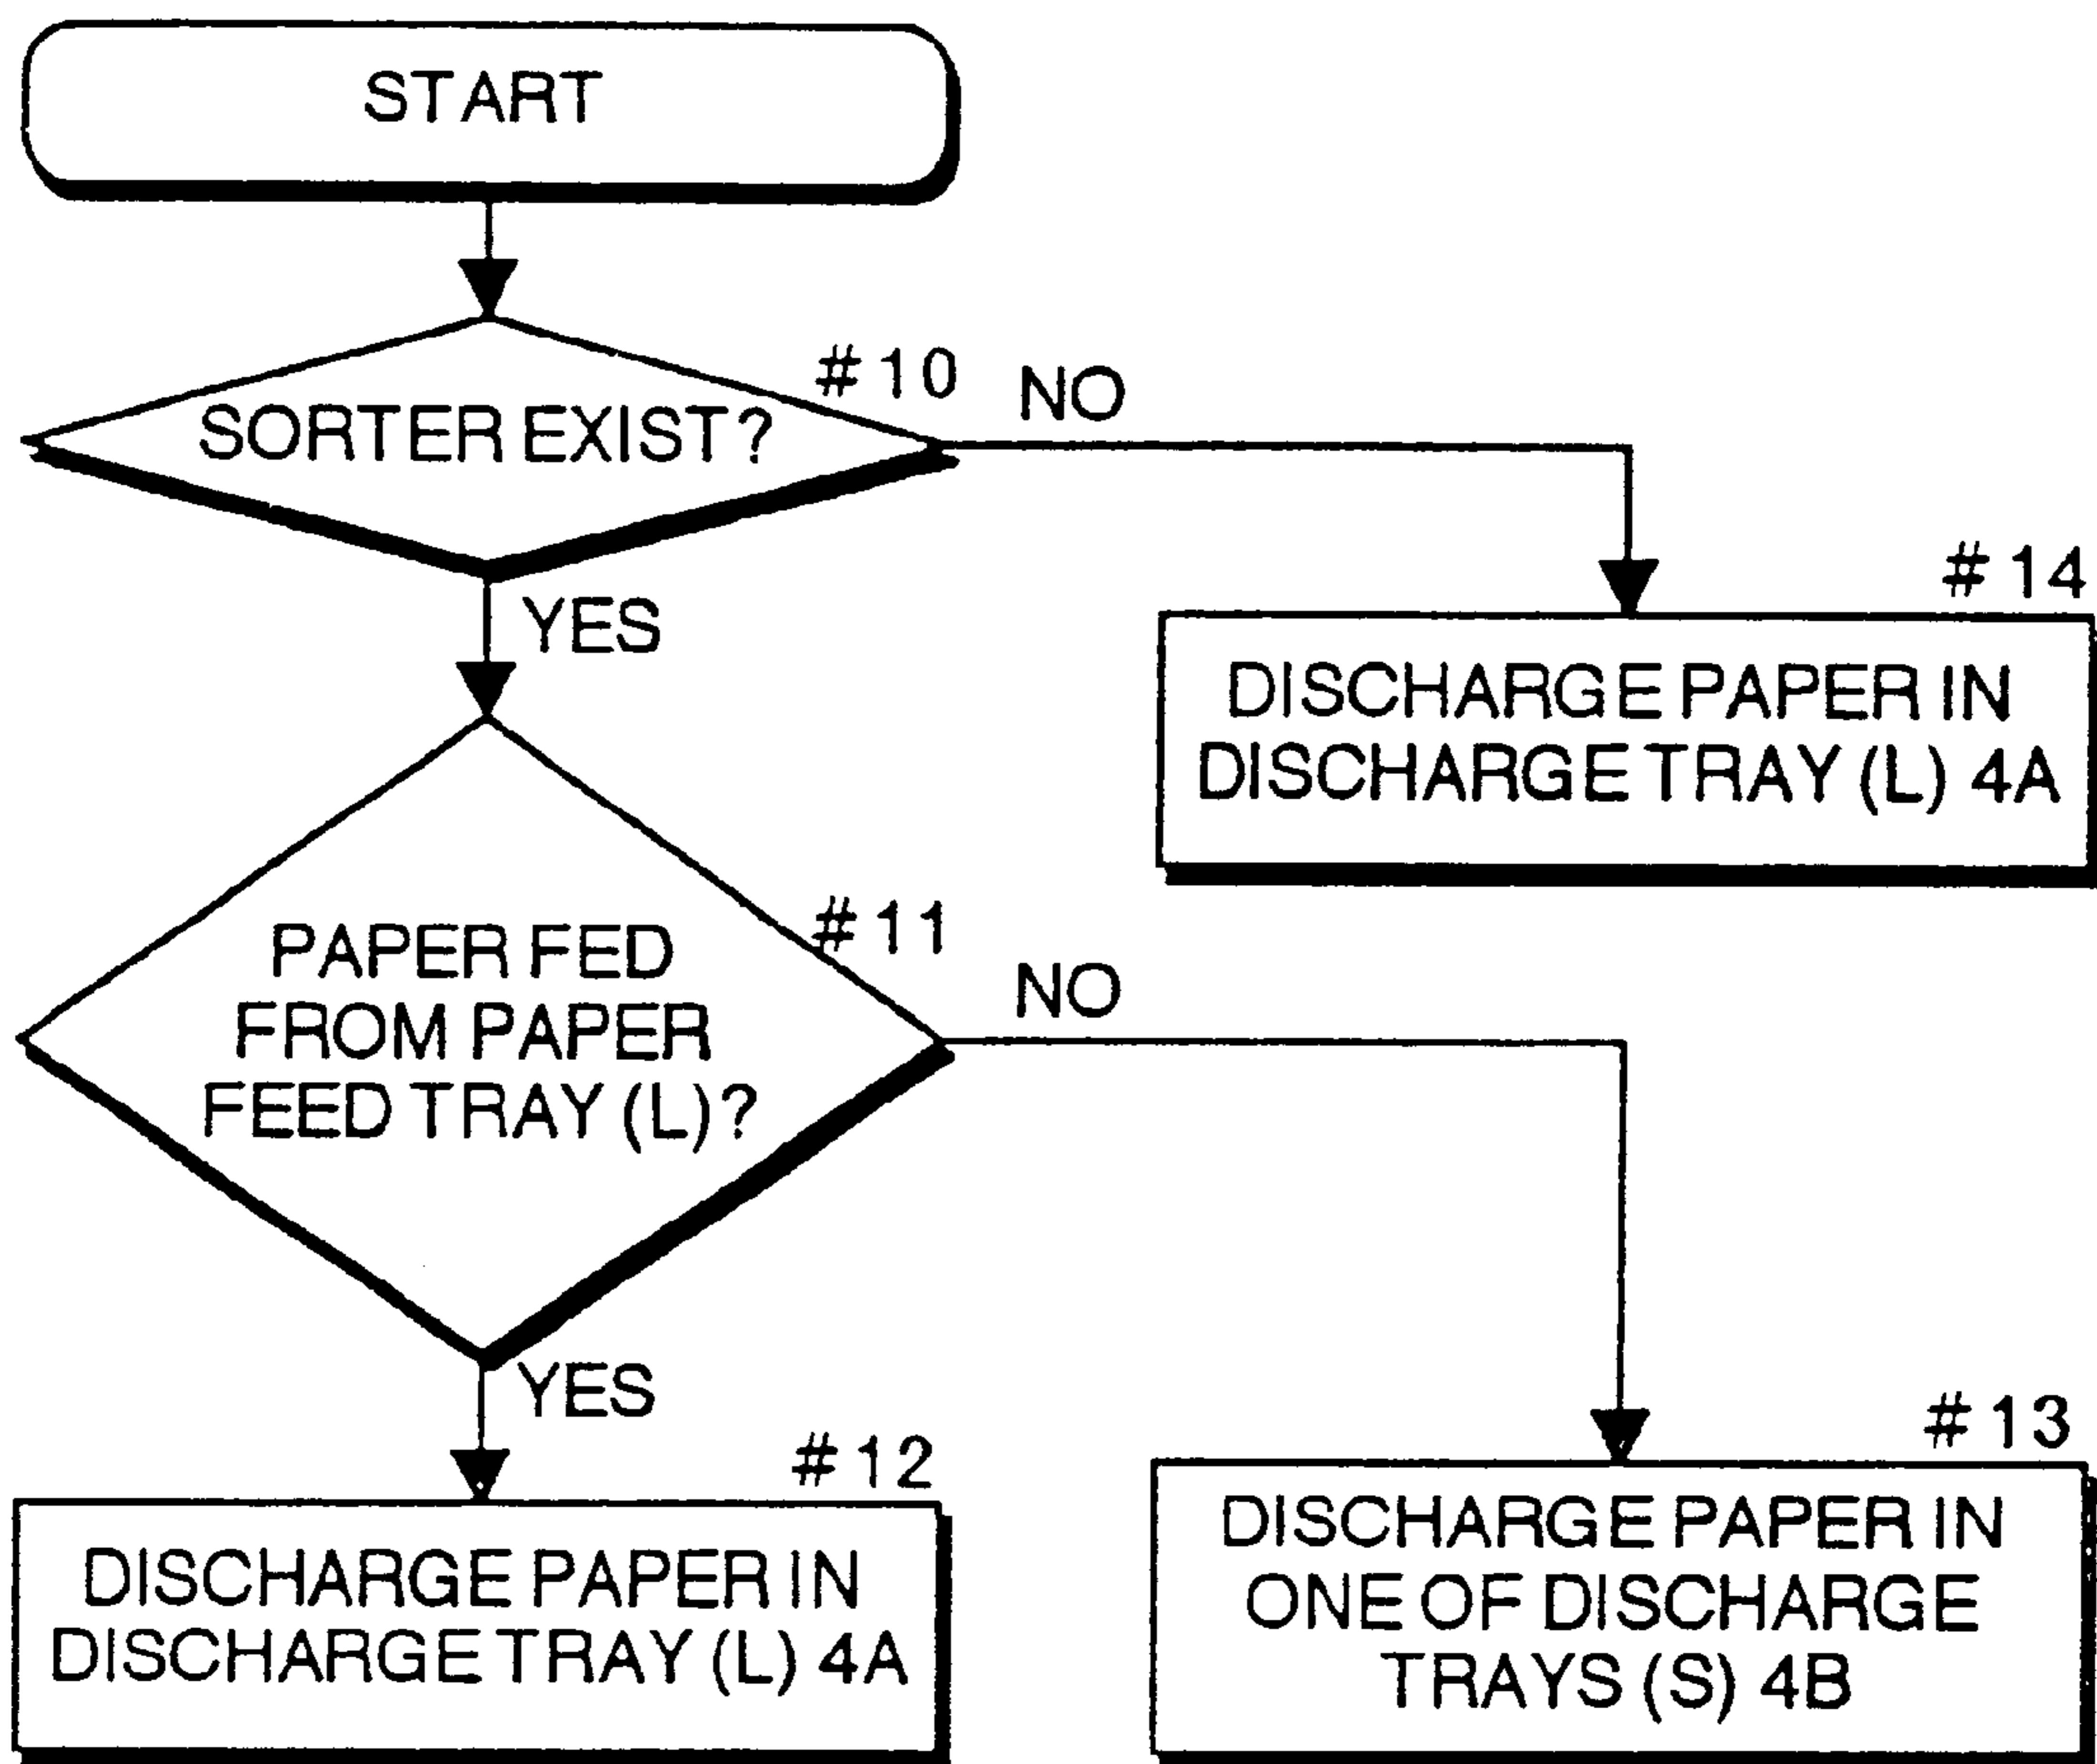 START
#10
SORTER EXIST?
NO
YES
#14
DISCHARGE PAPER IN
DISCHARGE TRAY (L) 4A
#11
PAPER FED
FROM PAPER
FEED TRAY (L)?
NO
YES
#12
DISCHARGE PAPER IN
DISCHARGE TRAY (L) 4A
#13
DISCHARGE PAPER IN
ONE OF DISCHARGE
TRAYS (S) 4B